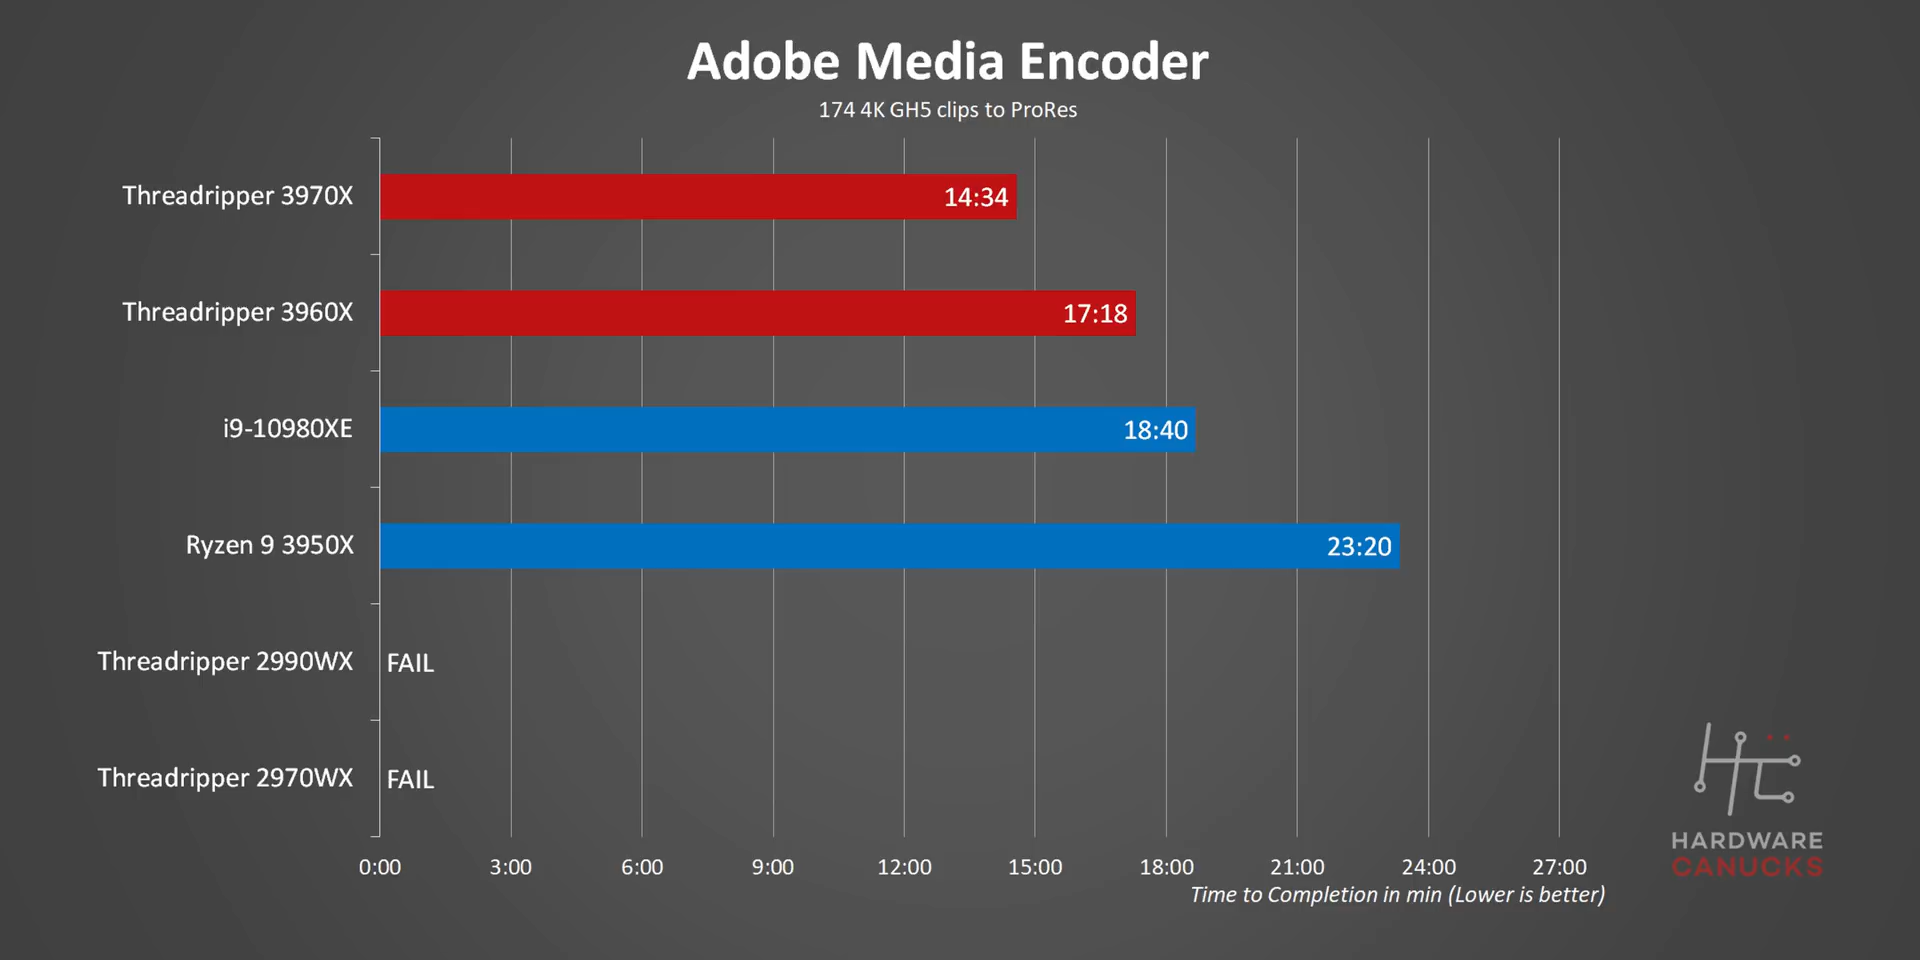 Adobe Media Encoder
174 4K GH5 clips to ProRes
Threadripper 3970X 14:34
Threadripper 3960X 17:18
i9-10980XE 18:40
Ryzen 9 3950X 23:20
Threadripper 2990WX FAIL
Threadripper 2970WX FAIL
0:00 3:00 6:00 9:00 12:00 15:00 18:00 21:00 24:00 27:00
Time to Completion in min (Lower is better)
HARDWARE
CANUCKS